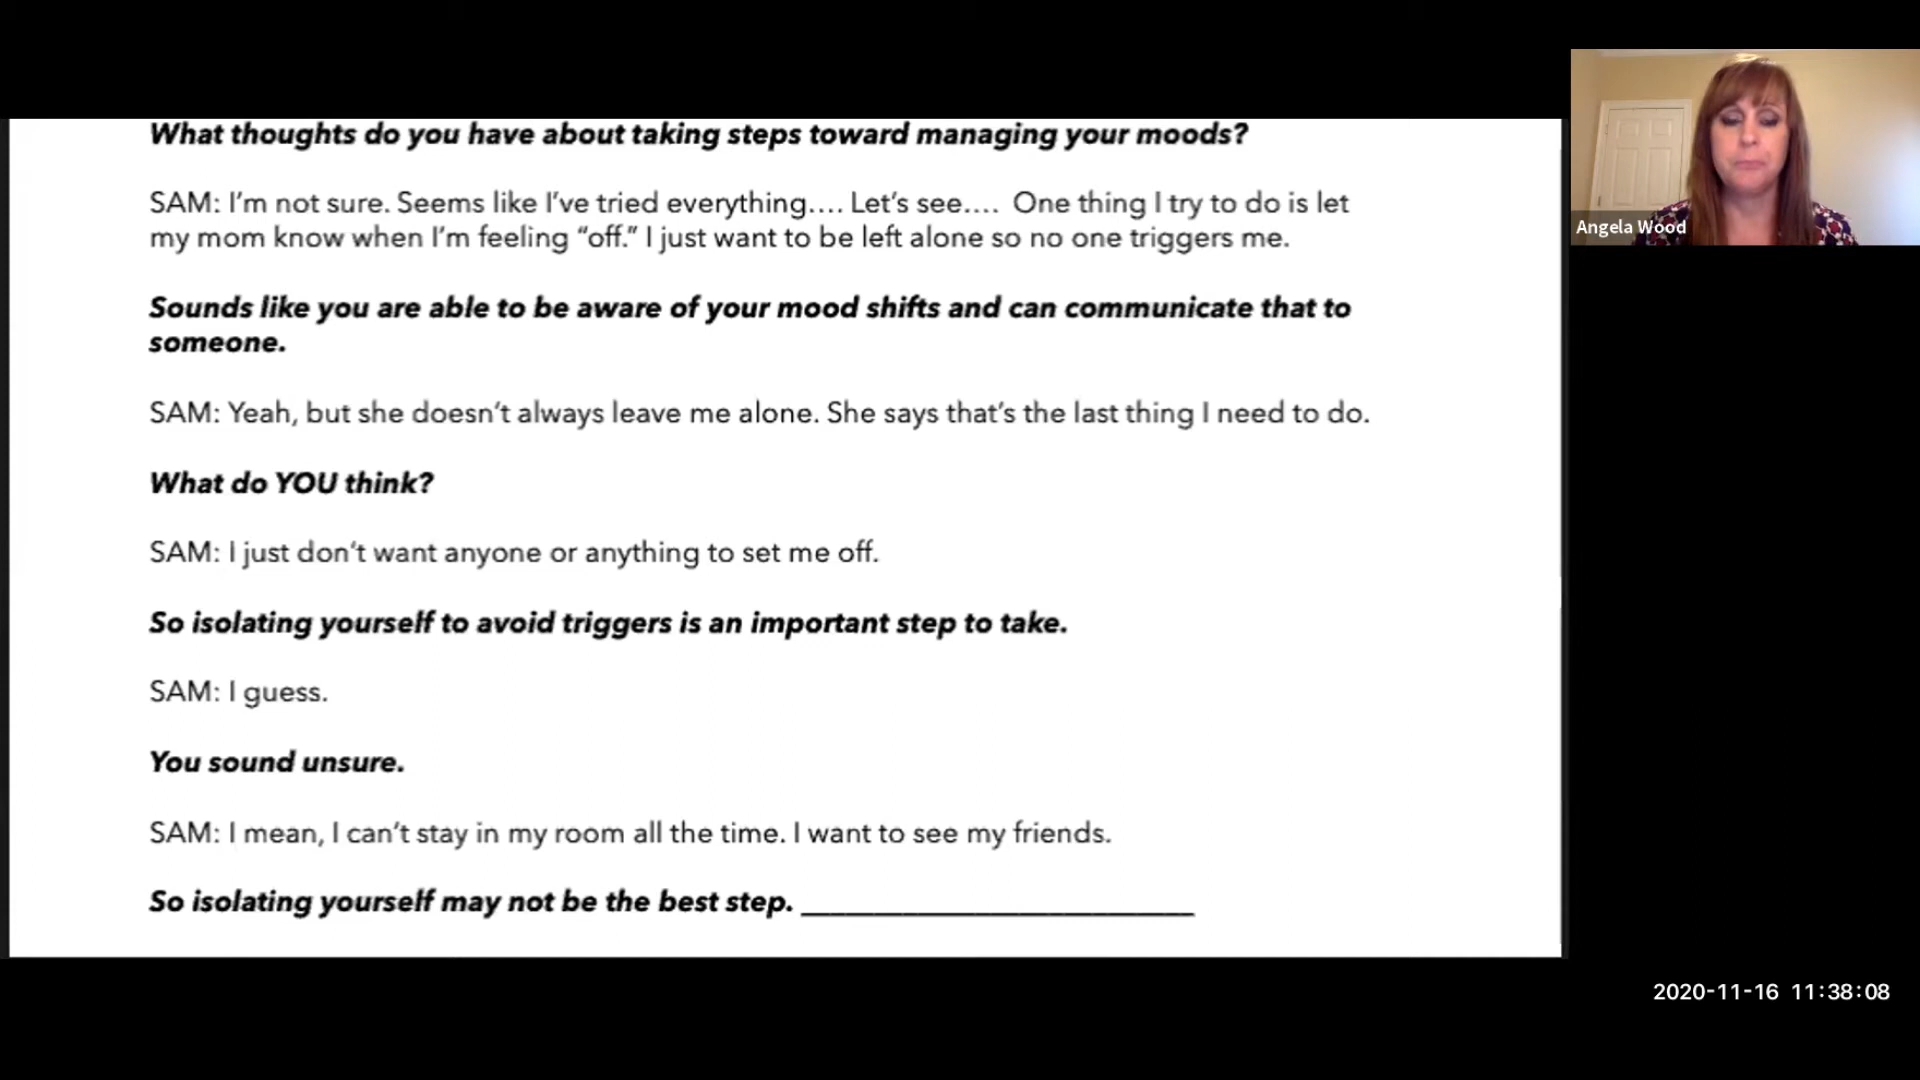 What thoughts do you have about taking steps toward managing your moods?
SAM: I’m not sure. Seems like I’ve tried everything…. Let’s see…. One thing I try to do is let
my mom know when I’m feeling “off.” I just want to be left alone so no one triggers me.
Sounds like you are able to be aware of your mood shifts and can communicate that to
someone.
SAM: Yeah, but she doesn’t always leave me alone. She says that’s the last thing I need to do.
What do YOU think?
SAM: I just don’t want anyone or anything to set me off.
So isolating yourself to avoid triggers is an important step to take.
SAM: I guess.
You sound unsure.
SAM: I mean, I can’t stay in my room all the time. I want to see my friends.
So isolating yourself may not be the best step. ___________________________
Angela Wood
2020-11-16 11:38:08